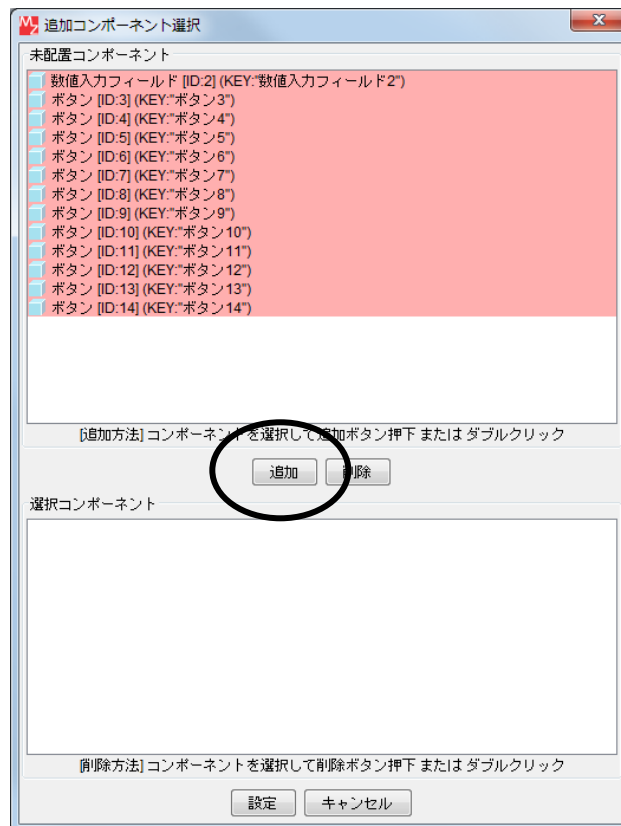 追加コンポーネント選択
未配置コンポーネント
数値入力フィールド [ID:2] (KEY:"数値入力フィールド2")
ボタン [ID:3] (KEY:"ボタン3")
ボタン [ID:4] (KEY:"ボタン4")
ボタン [ID:5] (KEY:"ボタン5")
ボタン [ID:6] (KEY:"ボタン6")
ボタン [ID:7] (KEY:"ボタン7")
ボタン [ID:8] (KEY:"ボタン8")
ボタン [ID:9] (KEY:"ボタン9")
ボタン [ID:10] (KEY:"ボタン10")
ボタン [ID:11] (KEY:"ボタン11")
ボタン [ID:12] (KEY:"ボタン12")
ボタン [ID:13] (KEY:"ボタン13")
ボタン [ID:14] (KEY:"ボタン14")
[追加方法] コンポーネントを選択して追加ボタン押下 または ダブルクリック
追加 削除
選択コンポーネント
[削除方法] コンポーネントを選択して削除ボタン押下 または ダブルクリック
設定 キャンセル